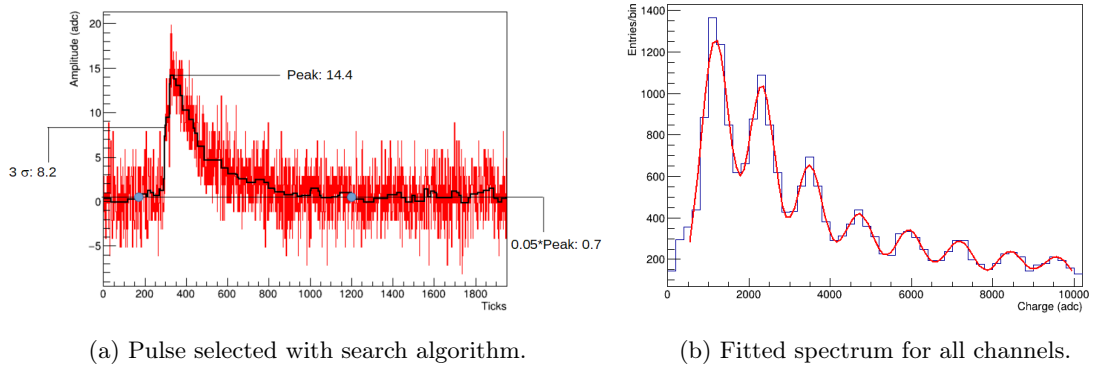 Amplitude (adc)
20
15
10
5
0
−5
Peak: 14.4
3 σ: 8.2
0.05*Peak: 0.7
0 200 400 600 800 1000 1200 1400 1600 1800
Ticks
(a) Pulse selected with search algorithm.
Entries/bin
1400
1200
1000
800
600
400
200
0 2000 4000 6000 8000 10000
Charge (adc)
(b) Fitted spectrum for all channels.